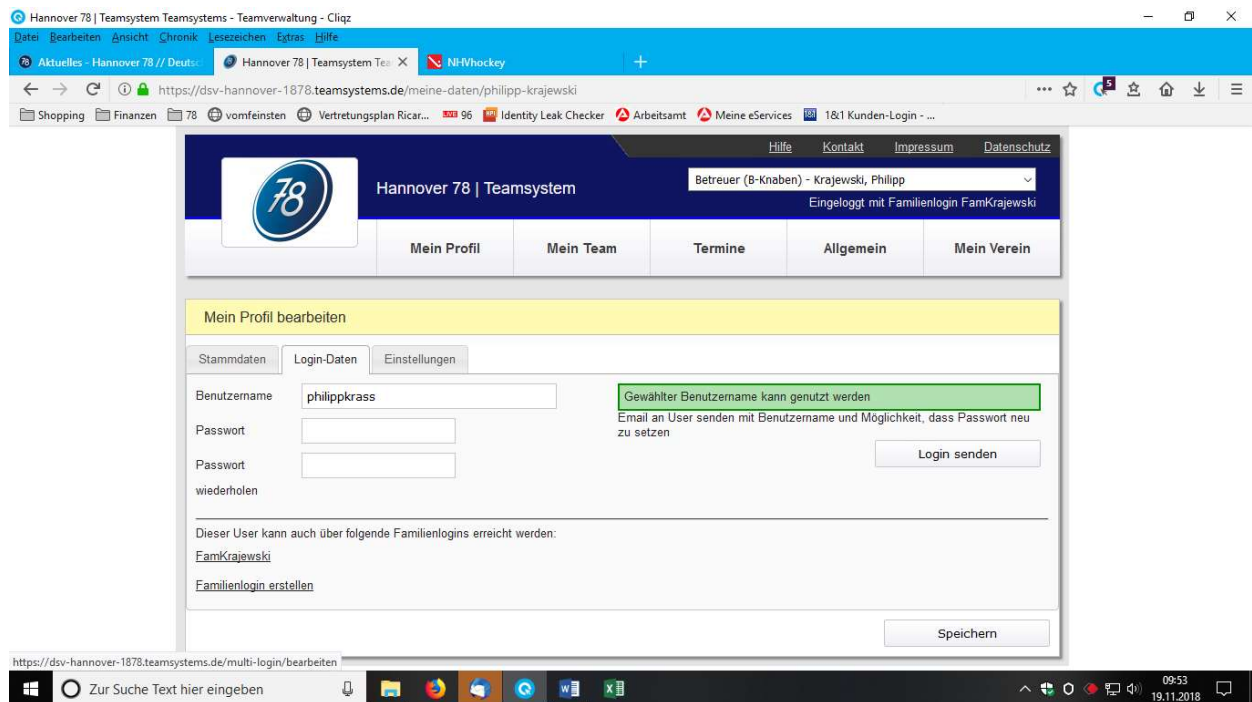 Hannover 78 | Teamsystem Teamsystems - Teamverwaltung - Cliqz
Datei Bearbeiten Ansicht Chronik Lesezeichen Extras Hilfe
Aktuelles - Hannover 78 // Deuts
Hannover 78 | Teamsystem Tea
NHVhockey
https://dsv-hannover-1878.teamsystems.de/meine-daten/philipp-krajewski
5
Shopping Finanzen 78 vomfeinsten Vertretungsplan Ricar... LIVE 96 Identity Leak Checker Arbeitsamt Meine eServices 1&1 1&1 Kunden-Login - ...
Hilfe Kontakt Impressum Datenschutz
78
Hannover 78 | Teamsystem
Betreuer (B-Knaben) - Krajewski, Philipp
Eingeloggt mit Familienlogin FamKrajewski
Mein Profil Mein Team Termine Allgemein Mein Verein
Mein Profil bearbeiten
Stammdaten Login-Daten Einstellungen
Benutzername philippkrass
Gewählter Benutzername kann genutzt werden
Email an User senden mit Benutzername und Möglichkeit, dass Passwort neu
zu setzen
Passwort
Login senden
Passwort
wiederholen
Dieser User kann auch über folgende Familienlogins erreicht werden:
FamKrajewski
Familienlogin erstellen
Speichern
https://dsv-hannover-1878.teamsystems.de/multi-login/bearbeiten
Zur Suche Text hier eingeben
09:53
19.11.2018